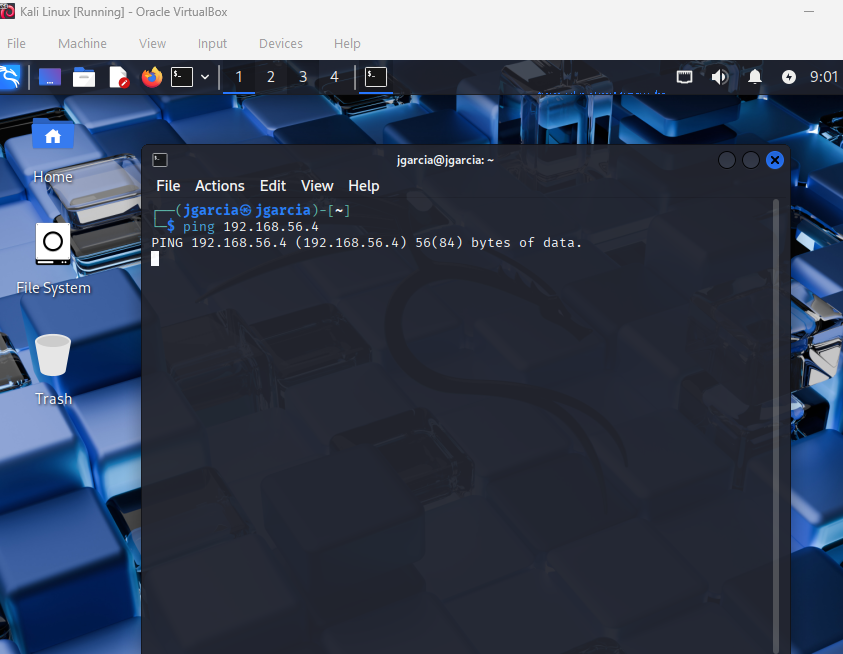 Kali Linux [Running] - Oracle VirtualBox
File Machine View Input Devices Help
1 2 3 4 9:01
Home
File System
Trash
jgarcia@jgarcia: ~
File Actions Edit View Help
┌──(jgarcia㉿jgarcia)-[~]
└─$ ping 192.168.56.4
PING 192.168.56.4 (192.168.56.4) 56(84) bytes of data.